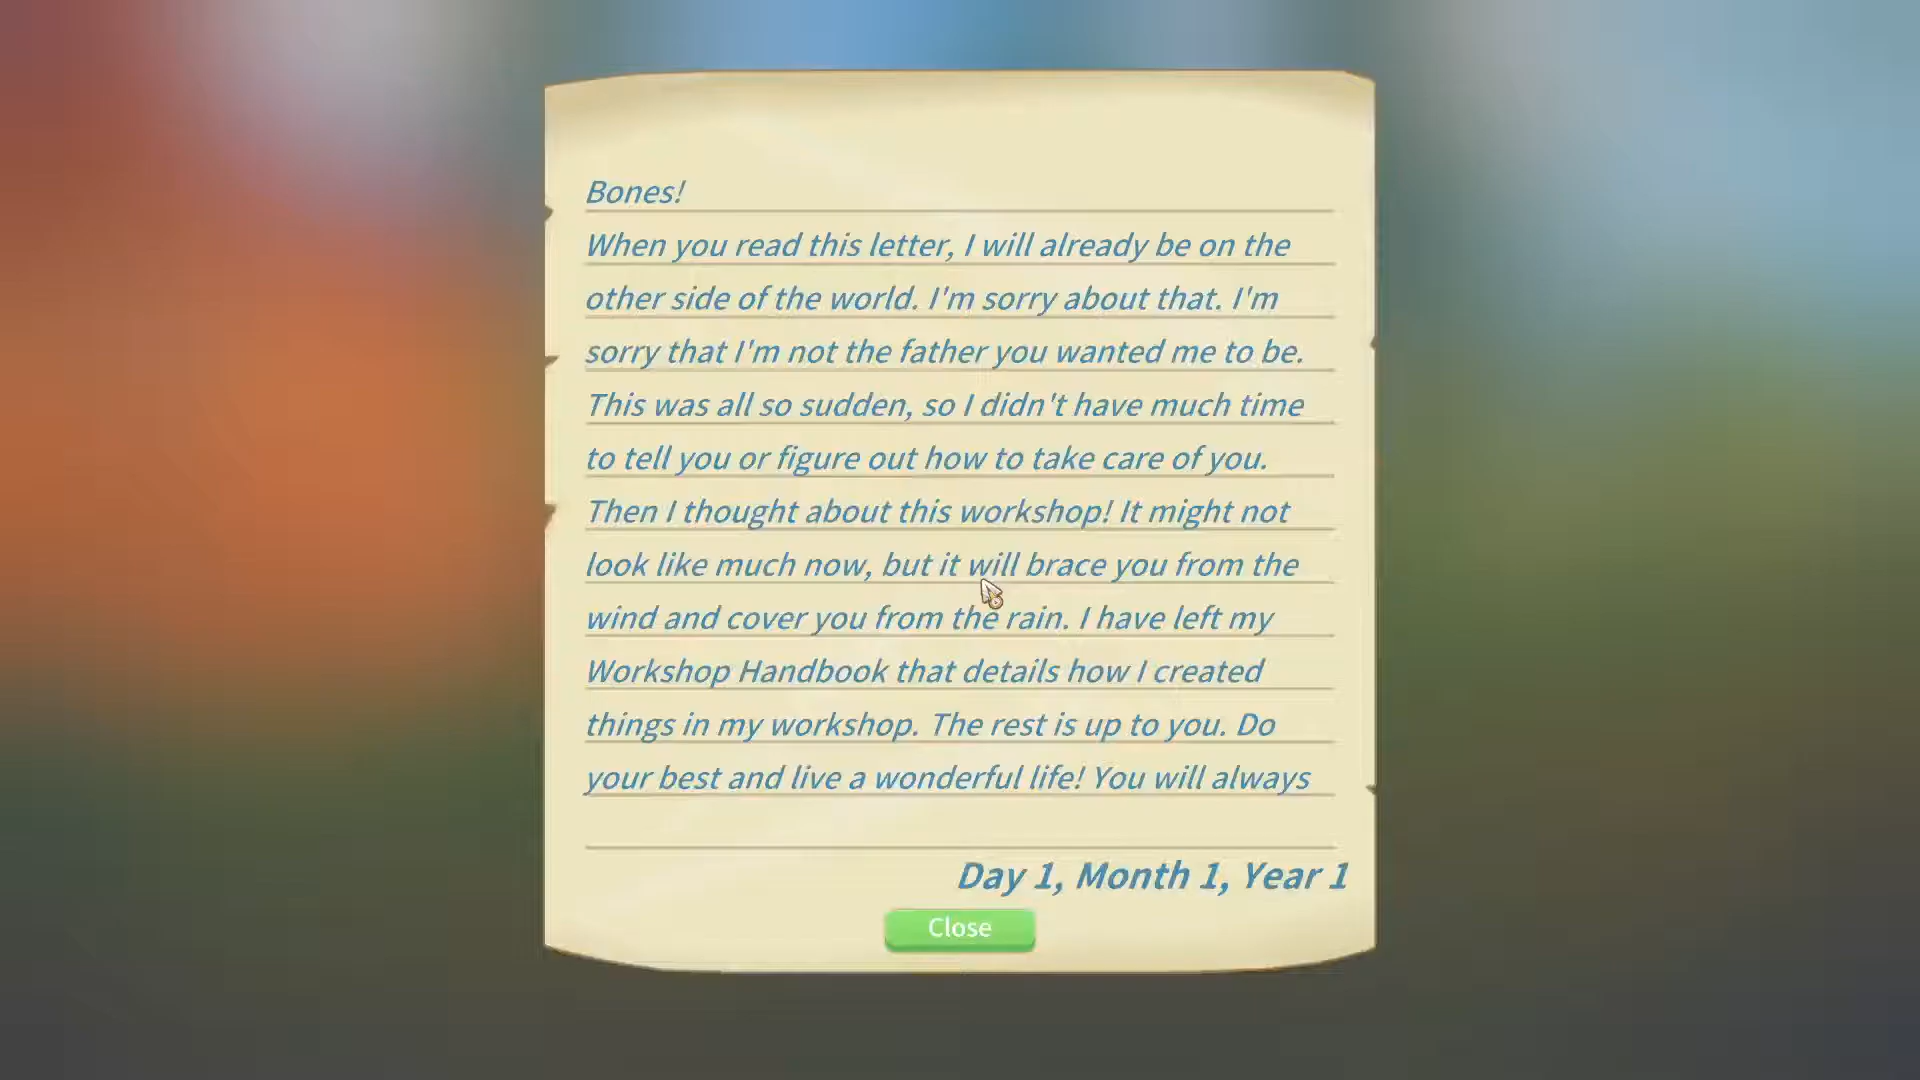 Bones!
When you read this letter, I will already be on the
other side of the world. I'm sorry about that. I'm
sorry that I'm not the father you wanted me to be.
This was all so sudden, so I didn't have much time
to tell you or figure out how to take care of you.
Then I thought about this workshop! It might not
look like much now, but it will brace you from the
wind and cover you from the rain. I have left my
Workshop Handbook that details how I created
things in my workshop. The rest is up to you. Do
your best and live a wonderful life! You will always
Day 1, Month 1, Year 1
Close